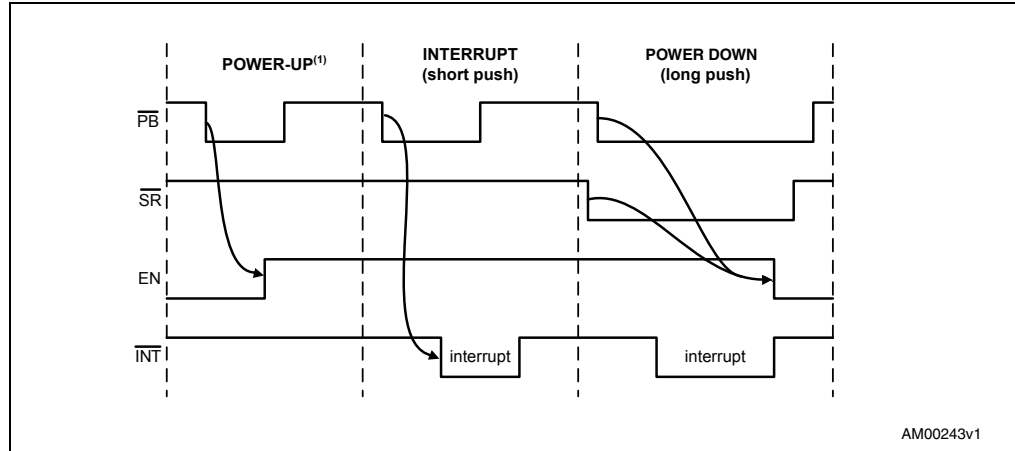 POWER-UP(1)
INTERRUPT
(short push)
POWER DOWN
(long push)
PB
SR
EN
INT
interrupt
interrupt
AM00243v1